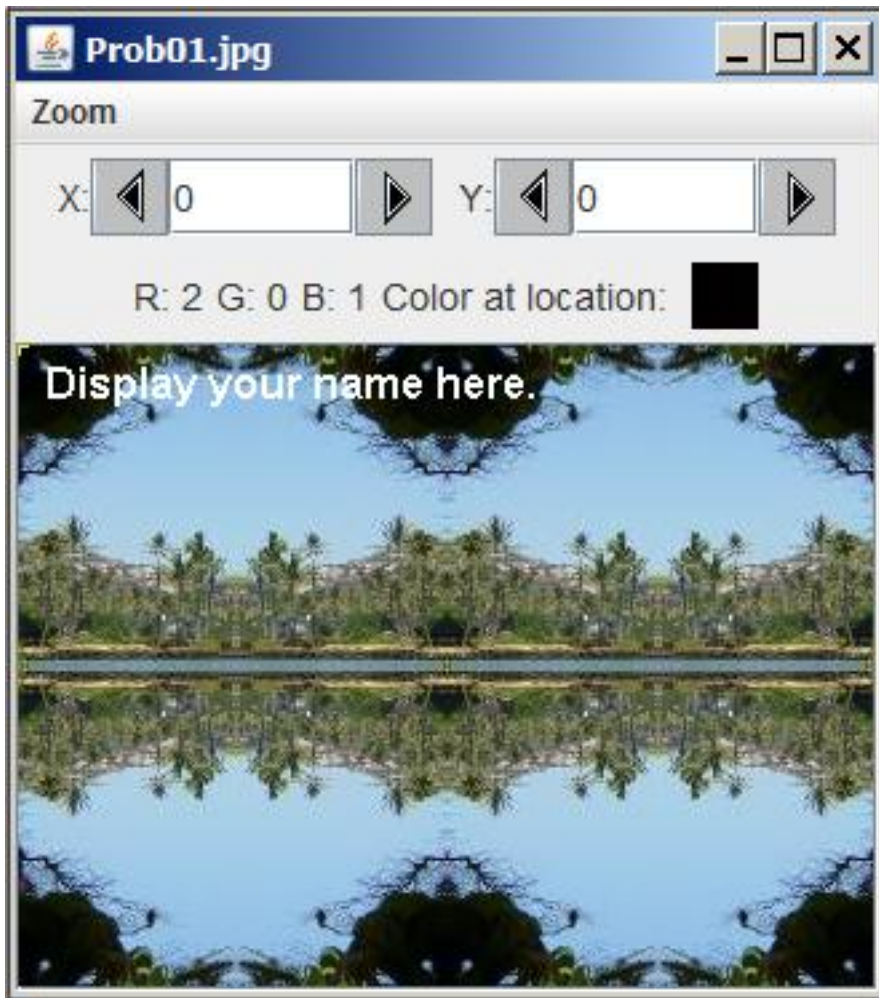 Prob01.jpg
Zoom
X: 0 Y: 0
R: 2 G: 0 B: 1 Color at location:
Display your name here.